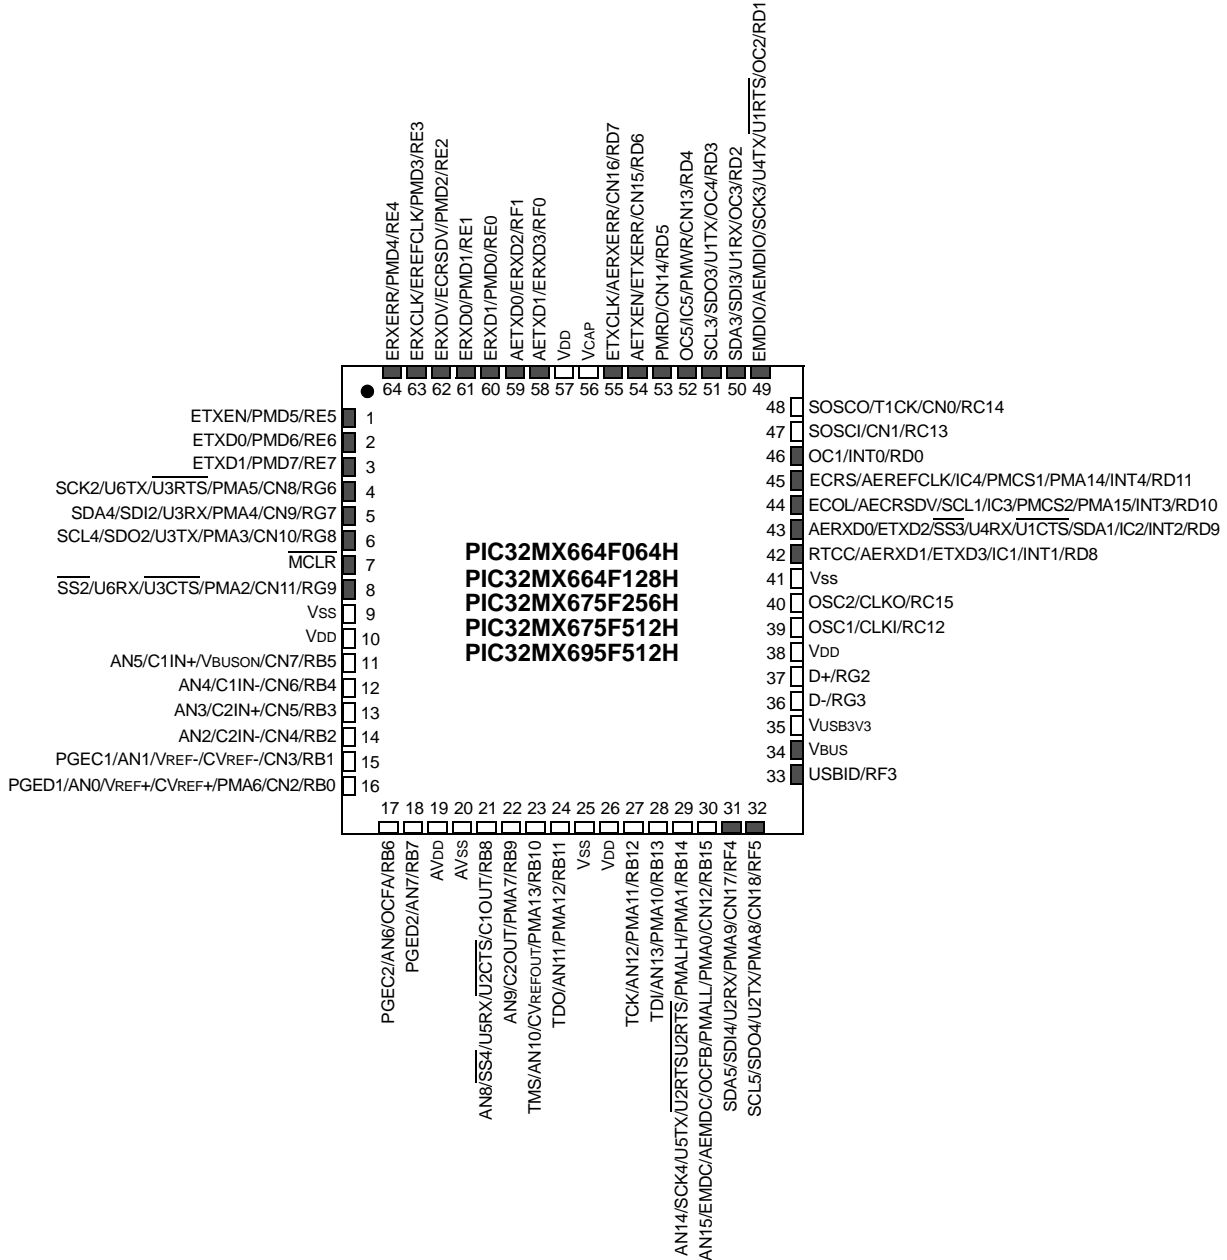 ERXERR/PMD4/RE4
ERXCLK/EREFCLK/PMD3/RE3
ERXDV/ECRSDV/PMD2/RE2
ERXD0/PMD1/RE1
ERXD1/PMD0/RE0
AETXD0/ERXD2/RF1
AETXD1/ERXD3/RF0
VDD
VCAP
ETXCLK/AERXERR/CN16/RD7
AETXEN/ETXERR/CN15/RD6
PMRD/CN14/RD5
OC5/IC5/PMWR/CN13/RD4
SCL3/SDO3/U1TX/OC4/RD3
SDA3/SDI3/U1RX/OC3/RD2
EMDIO/AEMDIO/SCK3/U4TX/U1RTS/OC2/RD1
64 63 62 61 60 59 58 57 56 55 54 53 52 51 50 49
ETXEN/PMD5/RE5 1
ETXD0/PMD6/RE6 2
ETXD1/PMD7/RE7 3
SCK2/U6TX/U3RTS/PMA5/CN8/RG6 4
SDA4/SDI2/U3RX/PMA4/CN9/RG7 5
SCL4/SDO2/U3TX/PMA3/CN10/RG8 6
MCLR 7
SS2/U6RX/U3CTS/PMA2/CN11/RG9 8
VSS 9
VDD 10
AN5/C1IN+/VBUSON/CN7/RB5 11
AN4/C1IN-/CN6/RB4 12
AN3/C2IN+/CN5/RB3 13
AN2/C2IN-/CN4/RB2 14
PGEC1/AN1/VREF-/CVREF-/CN3/RB1 15
PGED1/AN0/VREF+/CVREF+/PMA6/CN2/RB0 16
PIC32MX664F064H
PIC32MX664F128H
PIC32MX675F256H
PIC32MX675F512H
PIC32MX695F512H
48 SOSCO/T1CK/CN0/RC14
47 SOSCI/CN1/RC13
46 OC1/INT0/RD0
45 ECRS/AEREFCLK/IC4/PMCS1/PMA14/INT4/RD11
44 ECOL/AECRSDV/SCL1/IC3/PMCS2/PMA15/INT3/RD10
43 AERXD0/ETXD2/SS3/U4RX/U1CTS/SDA1/IC2/INT2/RD9
42 RTCC/AERXD1/ETXD3/IC1/INT1/RD8
41 Vss
40 OSC2/CLKO/RC15
39 OSC1/CLKI/RC12
38 VDD
37 D+/RG2
36 D-/RG3
35 VUSB3V3
34 VBUS
33 USBID/RF3
17 18 19 20 21 22 23 24 25 26 27 28 29 30 31 32
PGEC2/AN6/OCFA/RB6
PGED2/AN7/RB7
AVDD
AVSS
AN8/SS4/U5RX/U2CTS/C1OUT/RB8
AN9/C2OUT/PMA7/RB9
TMS/AN10/CVREFOUT/PMA13/RB10
TDO/AN11/PMA12/RB11
VSS
VDD
TCK/AN12/PMA11/RB12
TDI/AN13/PMA10/RB13
AN14/SCK4/U5TX/U2RTSU2RTS/PMALH/PMA1/RB14
AN15/EMDC/AEMDC/OCFB/PMALL/PMA0/CN12/RB15
SDA5/SDI4/U2RX/PMA9/CN17/RF4
SCL5/SDO4/U2TX/PMA8/CN18/RF5